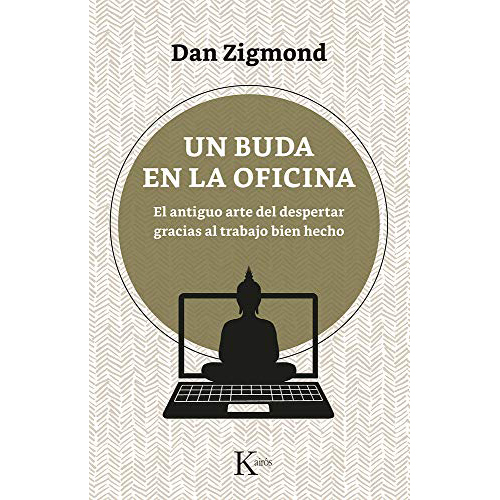 Dan Zigmond
UN BUDA
EN LA OFICINA
El antiguo arte del despertar
gracias al trabajo bien hecho
Kairós